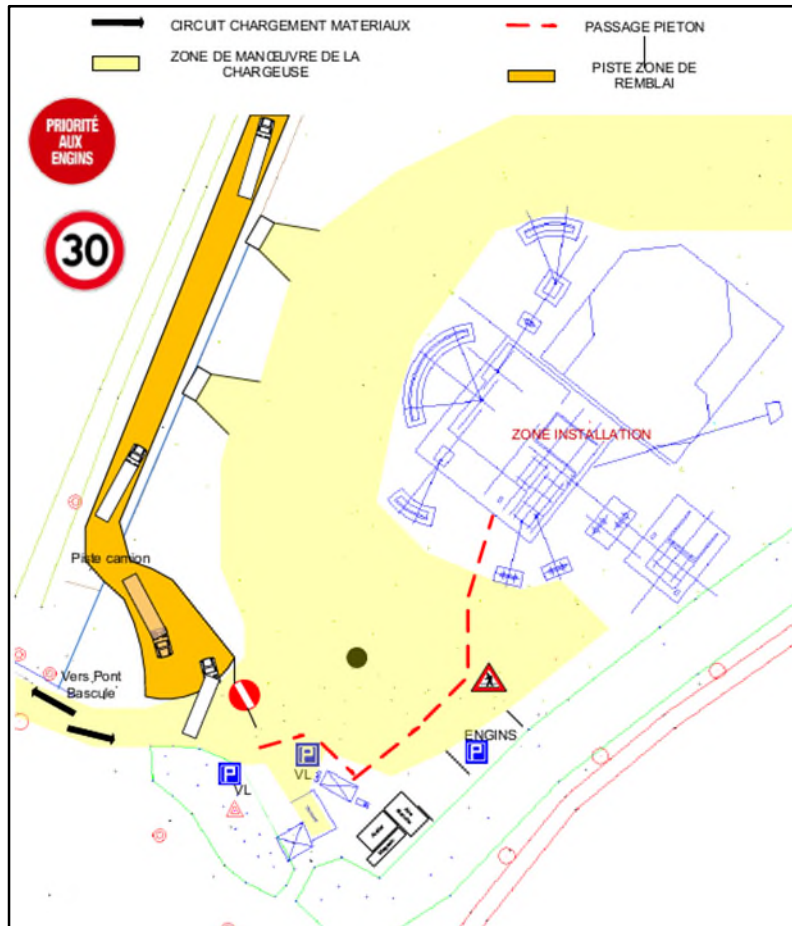 CIRCUIT CHARGEMENT MATERIAUX
PASSAGE PIETON
ZONE DE MANŒUVRE DE LA
CHARGEUSE
PISTE ZONE DE
REMBLAI
PRIORITÉ
AUX
ENGINS
30
ZONE INSTALLATION
Piste camion
Vers Pont
Bascule
ENGINS
P
P
VL
P
VL